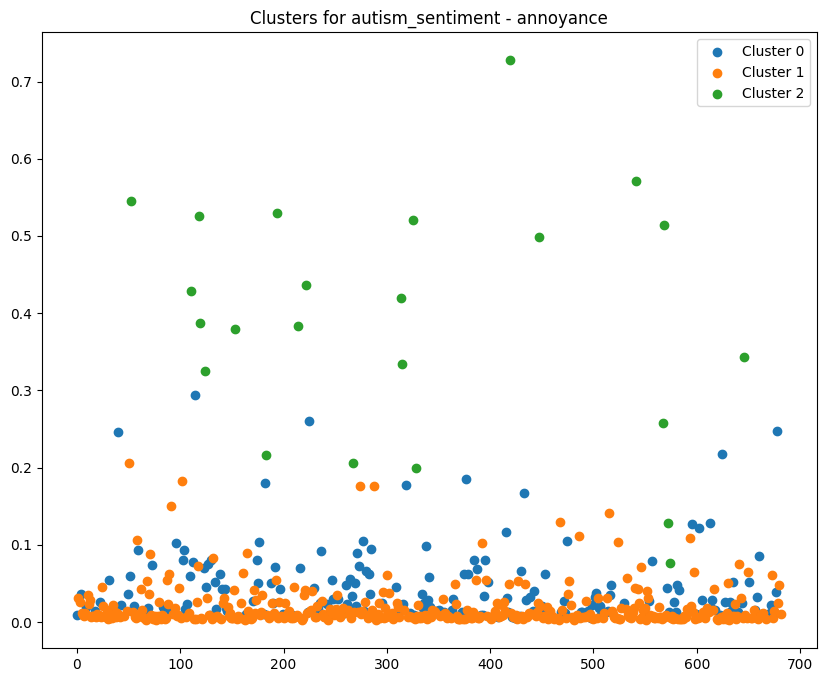 Clusters for autism_sentiment - annoyance
Cluster 0
Cluster 1
Cluster 2
0.7
0.6
0.5
0.4
0.3
0.2
0.1
0.0
0 100 200 300 400 500 600 700